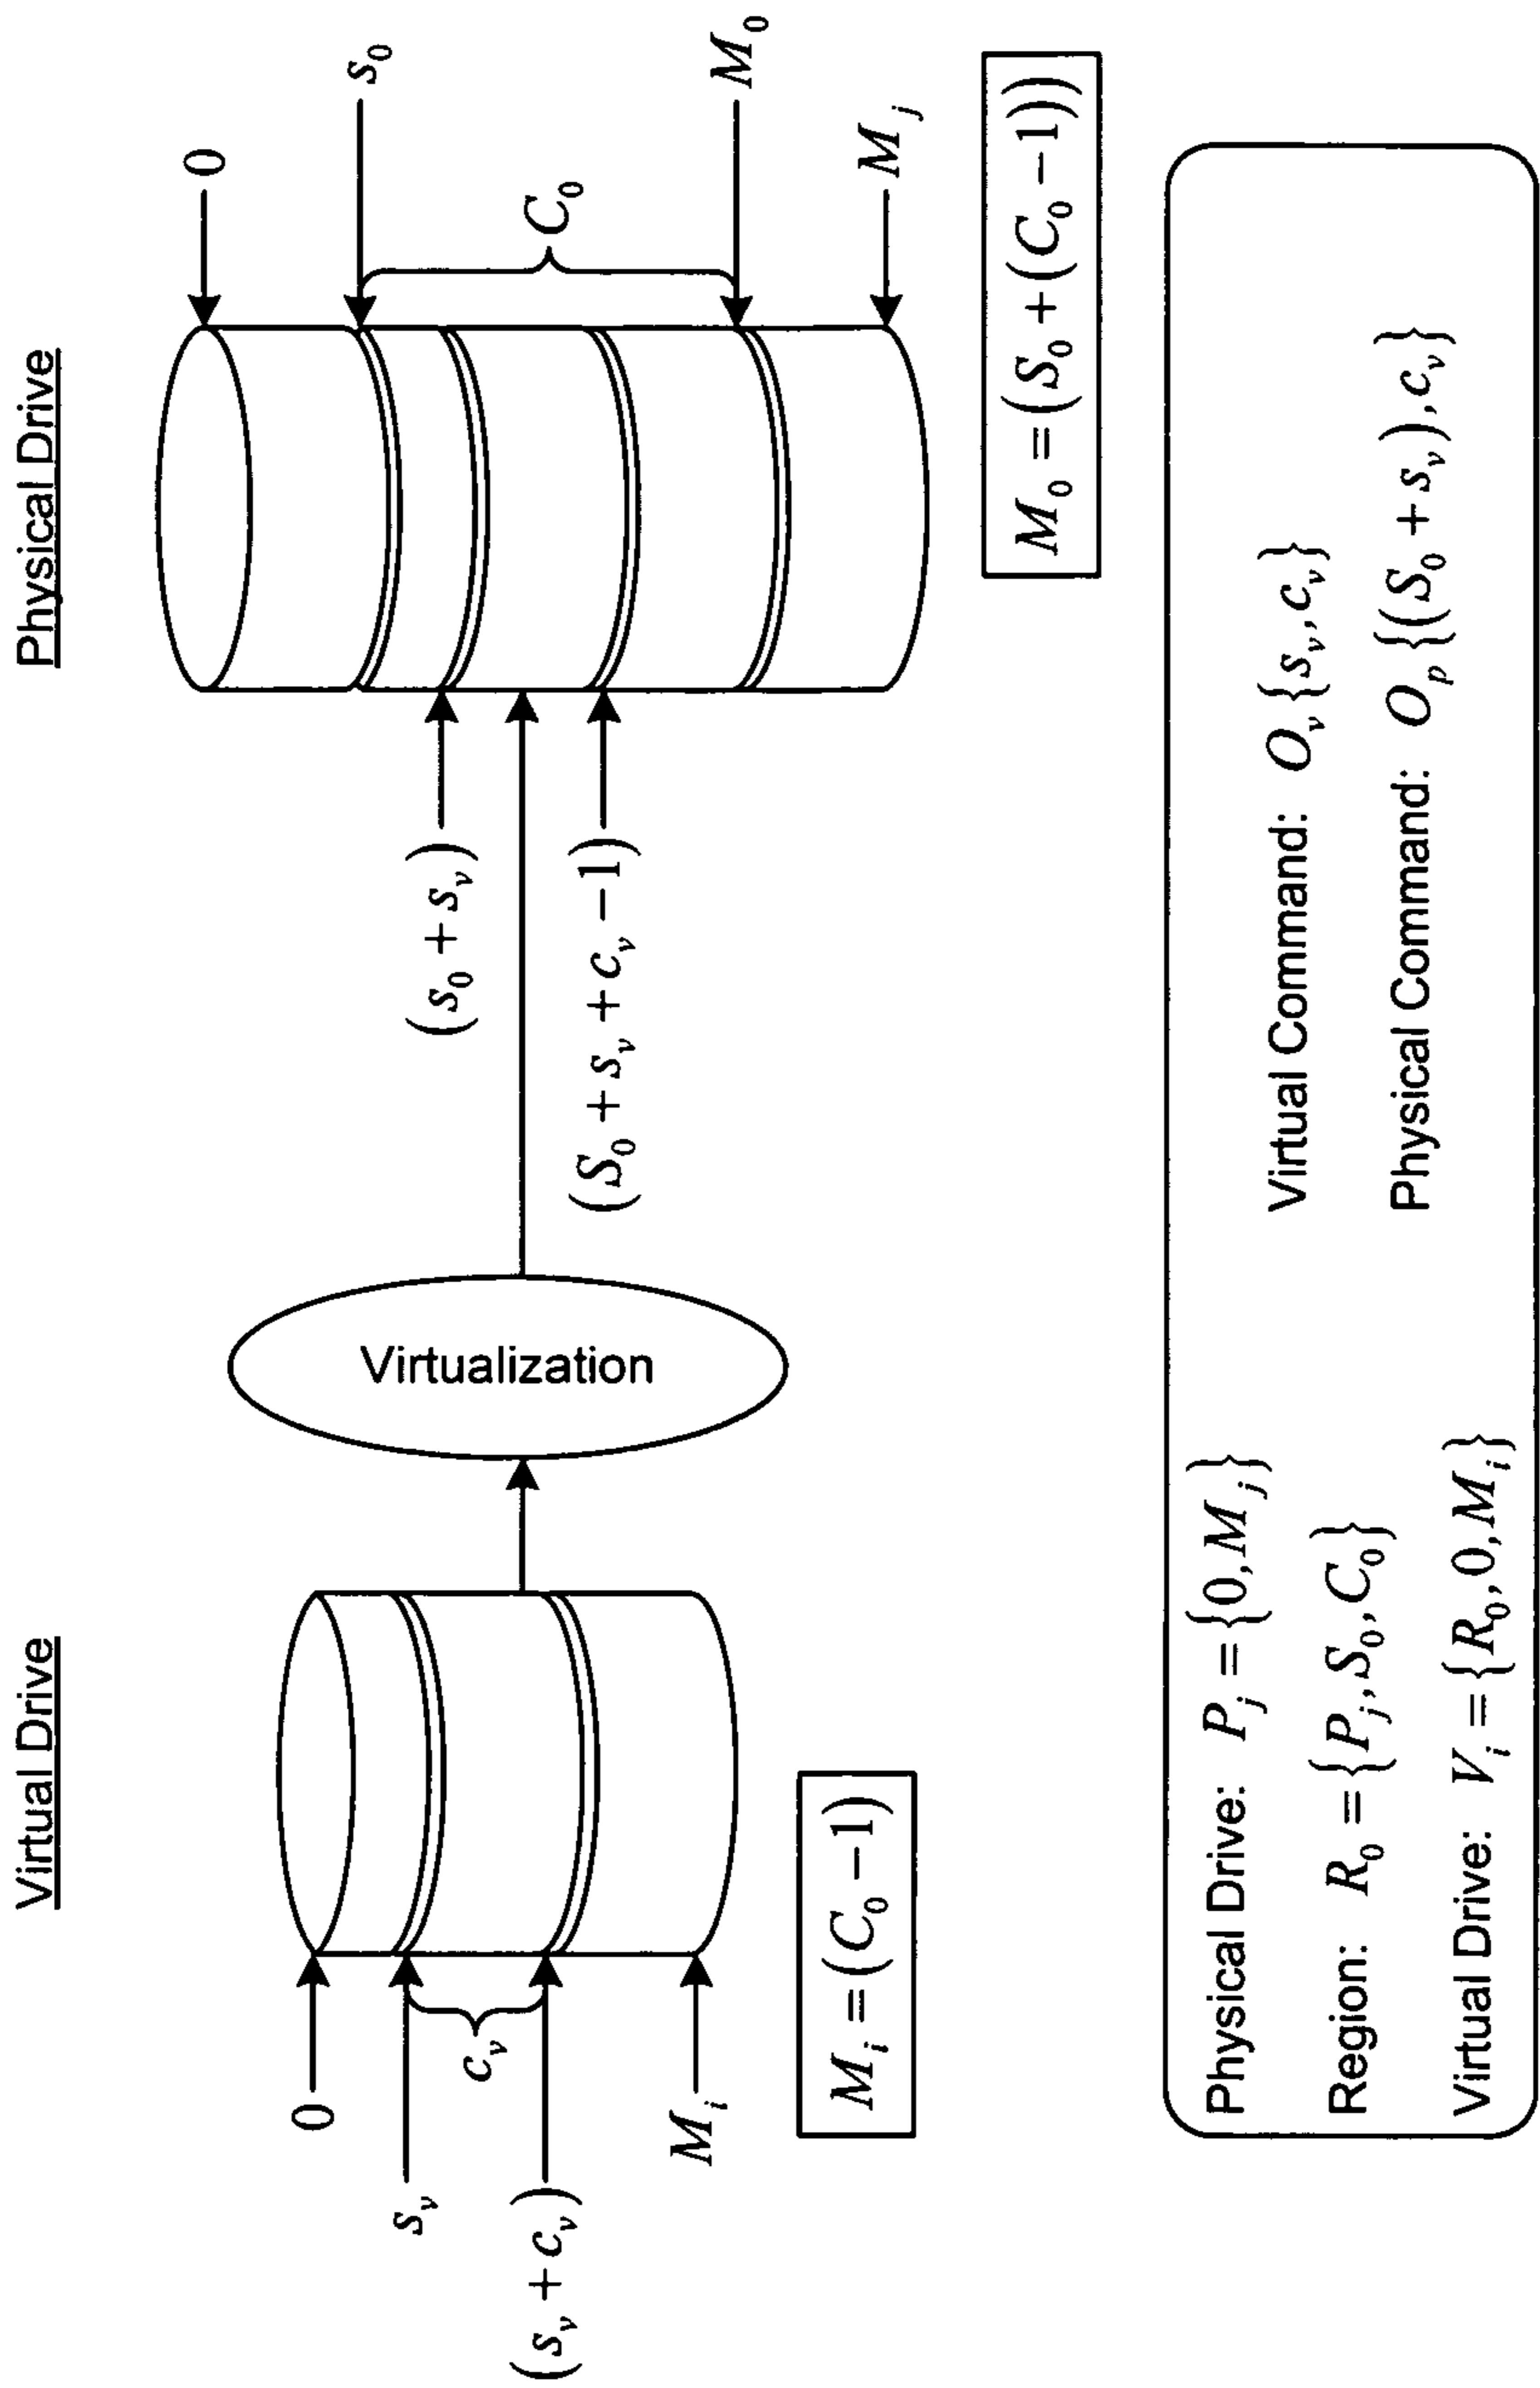 Virtual Drive
Physical Drive
0
s_v
c_v
(s_v + c_v)
M_i
M_i = (C_0 − 1)
Virtualization
(s_0 + s_v)
(S_0 + s_v + c_v − 1)
0
s_0
C_0
M_0
M_j
M_0 = (S_0 + (C_0 − 1))
Physical Drive: P_j = {0, M_j}
Region: R_0 = {P_j, S_0, C_0}
Virtual Drive: V_i = {R_0, 0, M_i}
Virtual Command: O_v {s_v, c_v}
Physical Command: O_p {(S_0 + s_v), c_v}